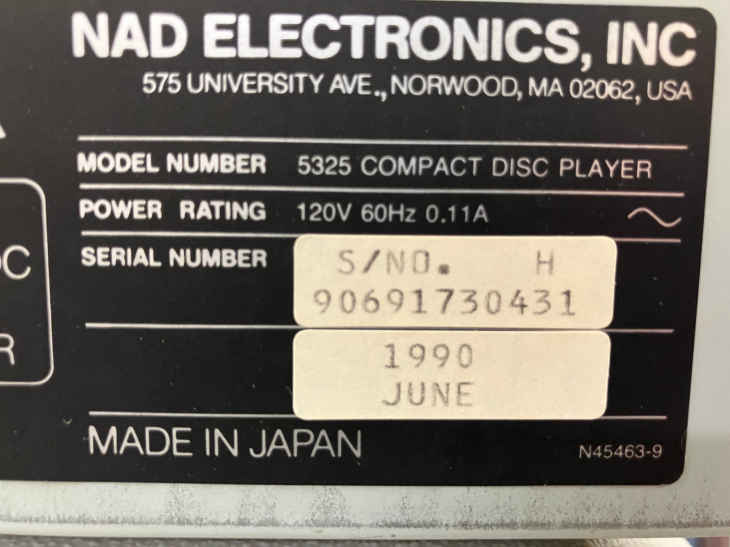 NAD ELECTRONICS, INC
575 UNIVERSITY AVE., NORWOOD, MA 02062, USA
MODEL NUMBER 5325 COMPACT DISC PLAYER
POWER RATING 120V 60Hz 0.11A
SERIAL NUMBER S/NO. H
90691730431
1990
JUNE
MADE IN JAPAN N45463-9